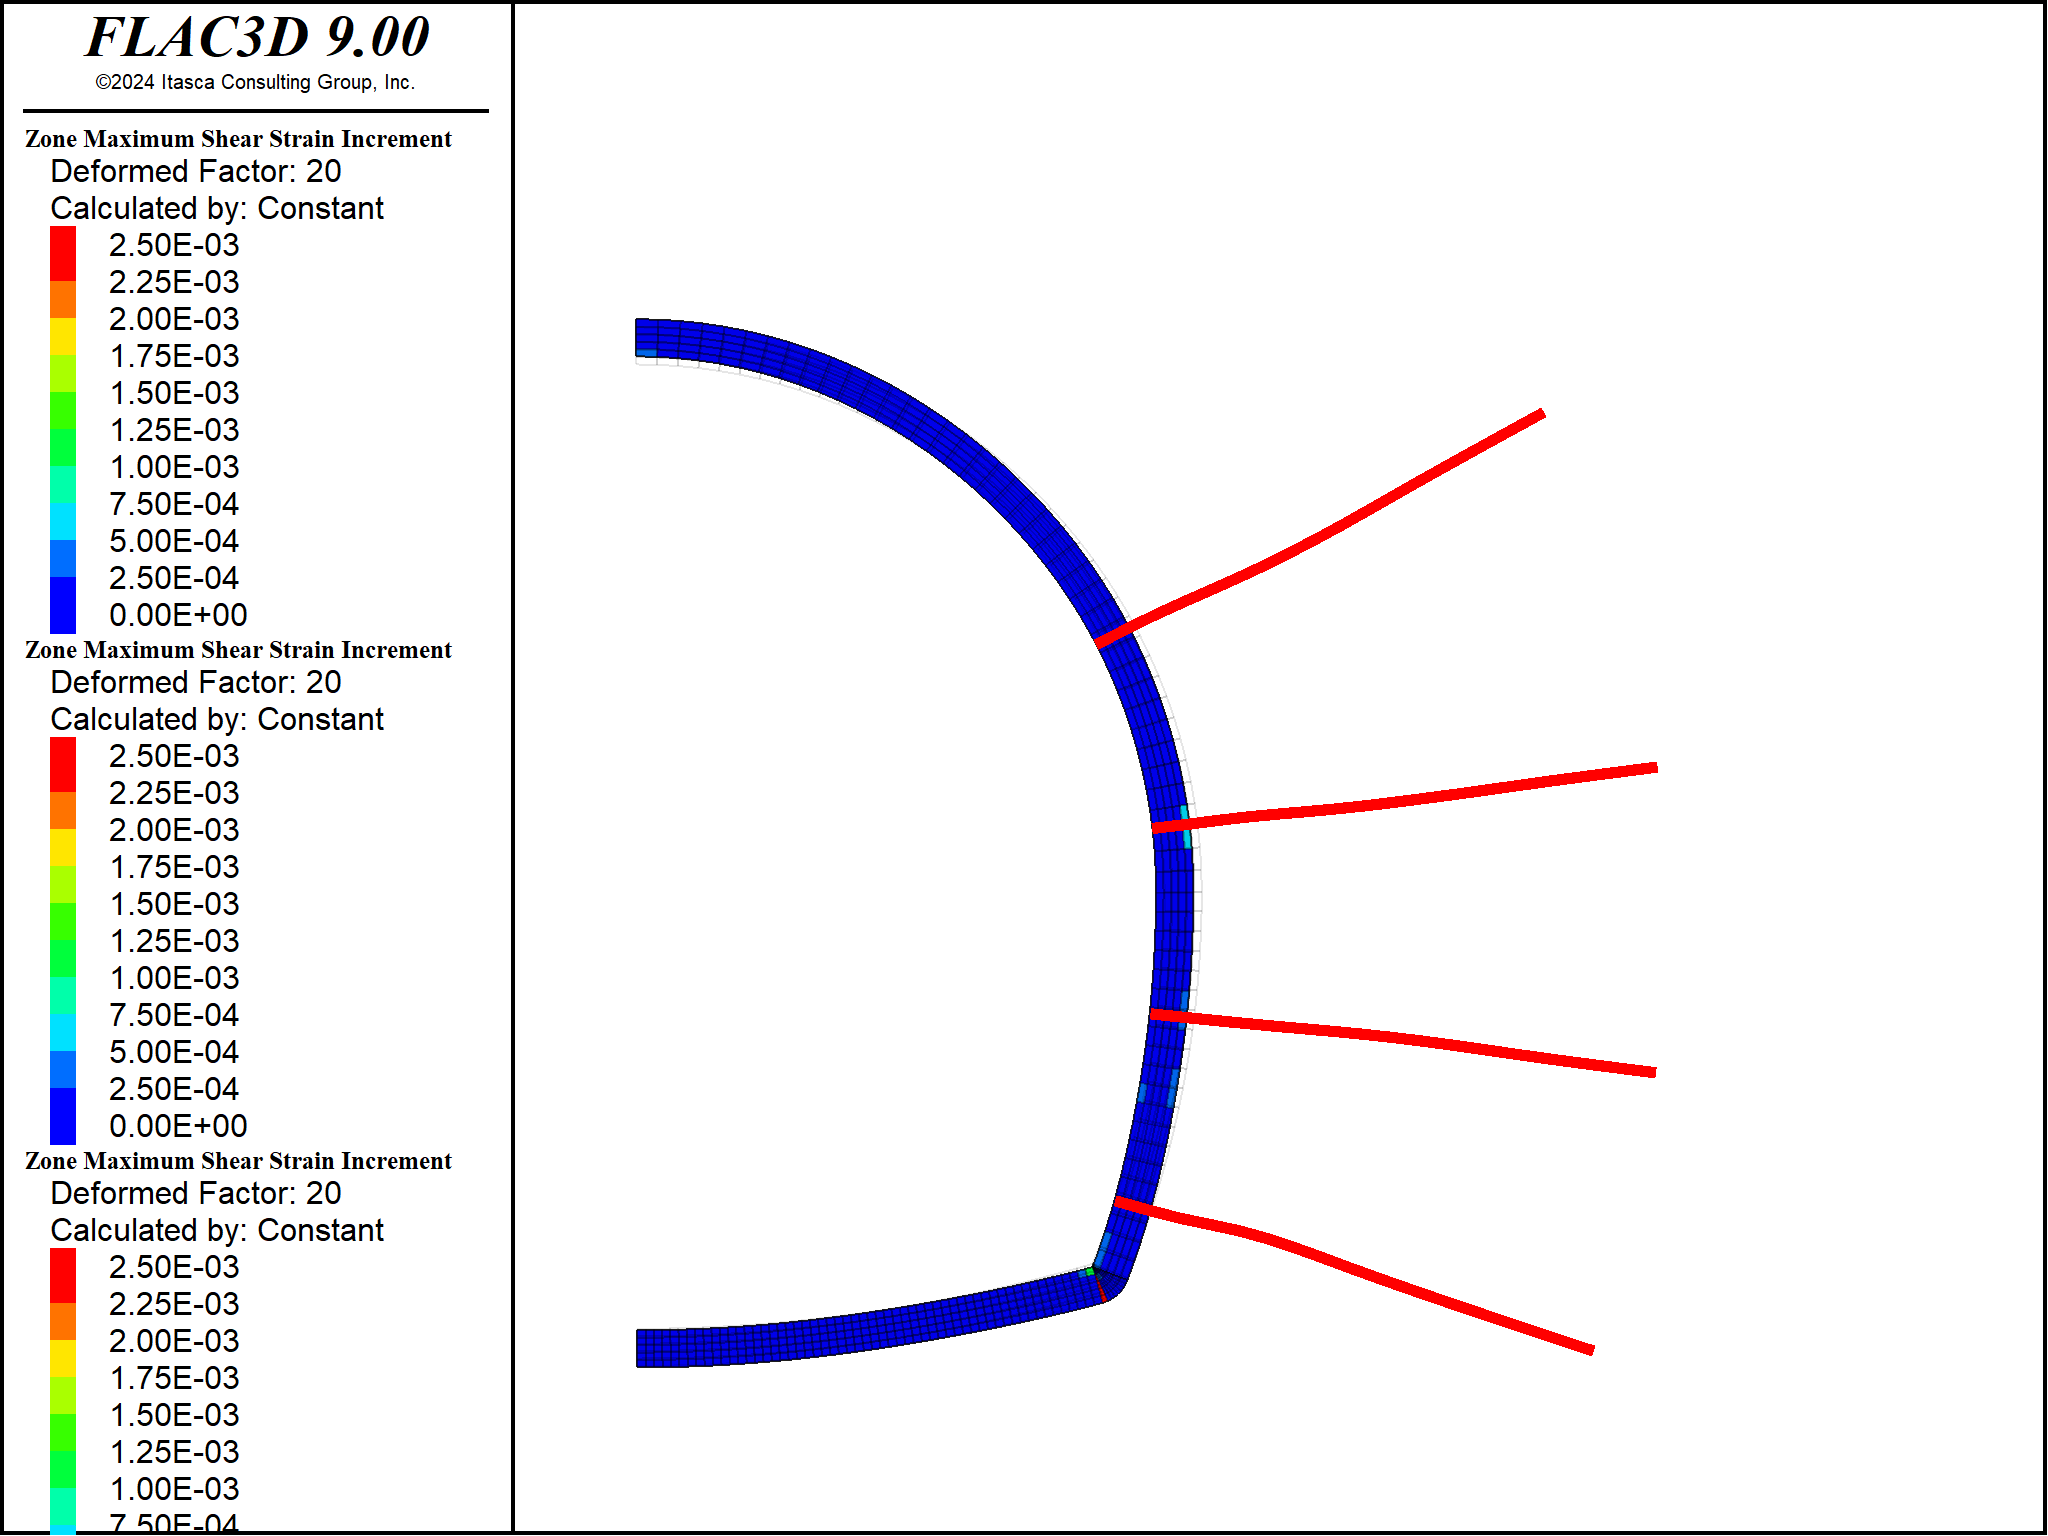 FLAC3D 9.00
©2024 Itasca Consulting Group, Inc.
Zone Maximum Shear Strain Increment
Deformed Factor: 20
Calculated by: Constant
2.50E-03
2.25E-03
2.00E-03
1.75E-03
1.50E-03
1.25E-03
1.00E-03
7.50E-04
5.00E-04
2.50E-04
0.00E+00
Zone Maximum Shear Strain Increment
Deformed Factor: 20
Calculated by: Constant
2.50E-03
2.25E-03
2.00E-03
1.75E-03
1.50E-03
1.25E-03
1.00E-03
7.50E-04
5.00E-04
2.50E-04
0.00E+00
Zone Maximum Shear Strain Increment
Deformed Factor: 20
Calculated by: Constant
2.50E-03
2.25E-03
2.00E-03
1.75E-03
1.50E-03
1.25E-03
1.00E-03
7.50E-04